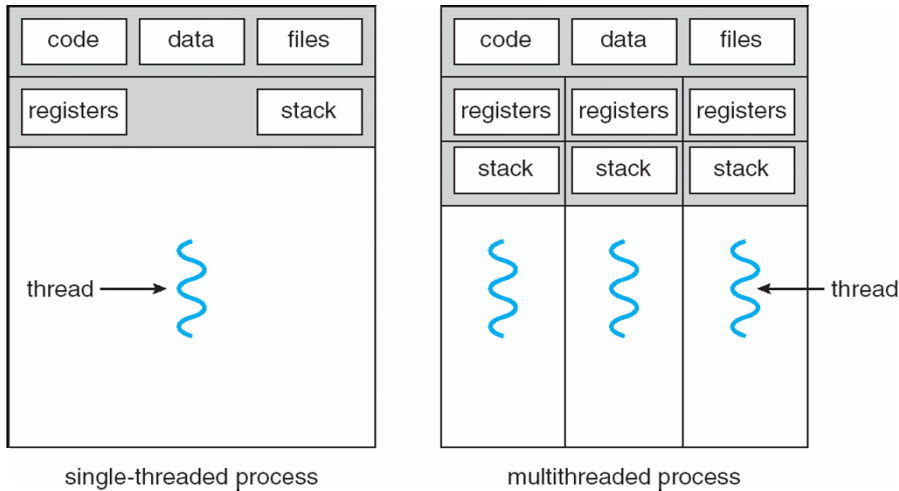 code data files
registers stack
thread
single-threaded process
code data files
registers registers registers
stack stack stack
thread
multithreaded process